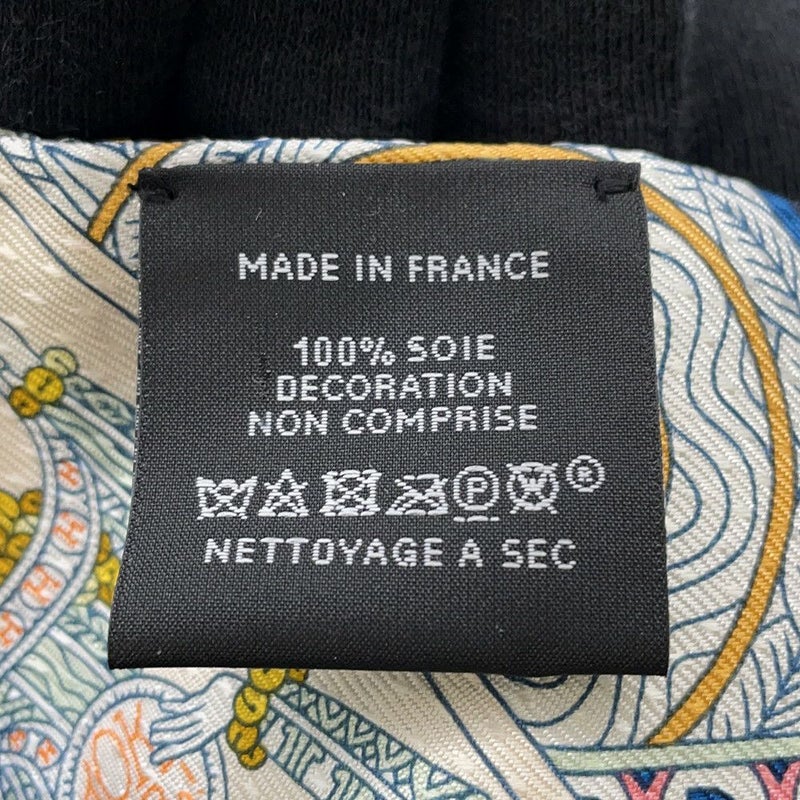 MADE IN FRANCE
100% SOIE
DECORATION
NON COMPRISE
P W ®
NETTOYAGE A SEC